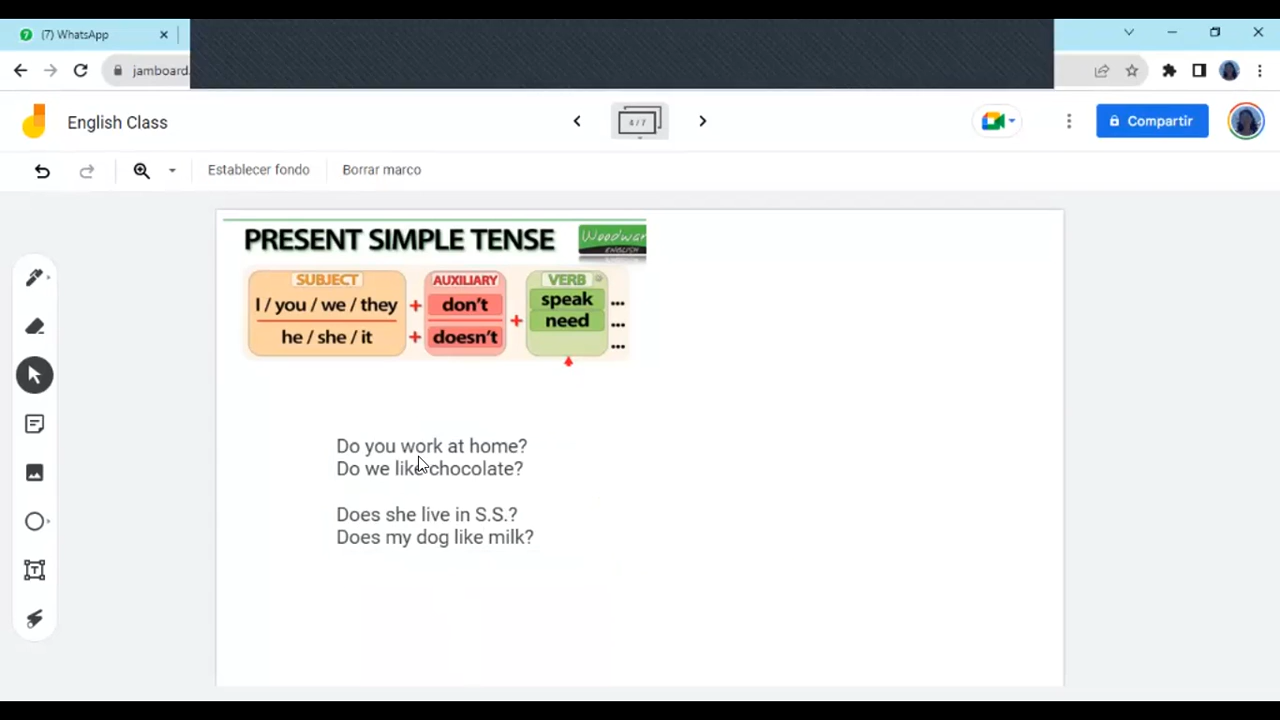 (7) WhatsApp
jamboard.
English Class
Compartir
Establecer fondo
Borrar marco
PRESENT SIMPLE TENSE
Woodwar
ENGLISH
SUBJECT
AUXILIARY
VERB
I / you / we / they + don't
he / she / it + doesn't
+
speak ...
need ...
...
Do you work at home?
Do we like chocolate?
Does she live in S.S.?
Does my dog like milk?